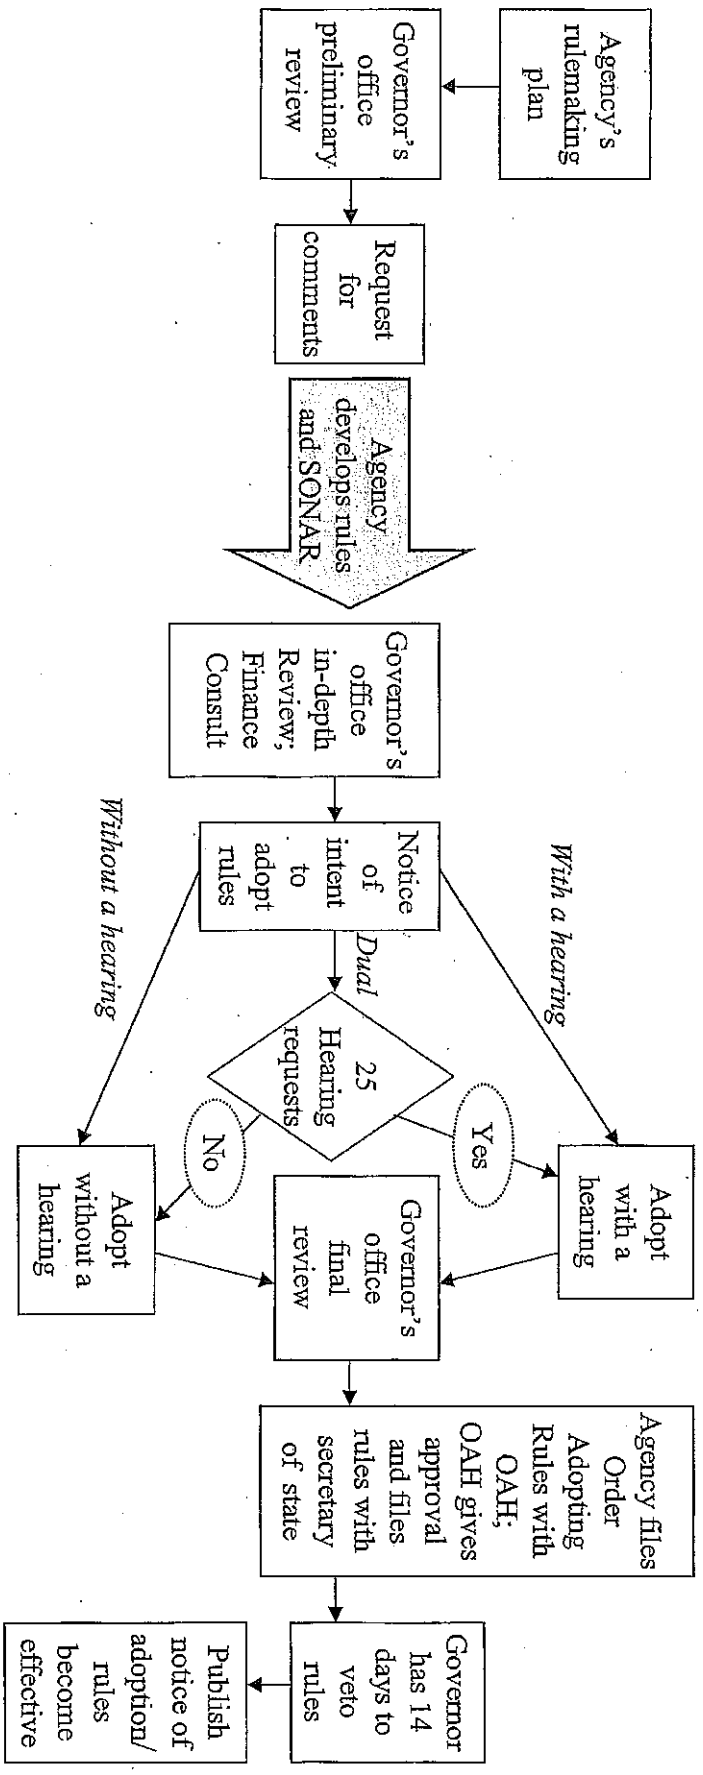 Agency's
rulemaking
plan
Governor's
office
preliminary
review
Request
for
comments
Agency
develops rules
and SONAR
Governor's
office
in-depth
Review;
Finance
Consult
Notice
of
intent
to
adopt
rules
With a hearing
Dual
Without a hearing
25
Hearing
requests
Yes
No
Adopt
with a
hearing
Adopt
without a
hearing
Governor's
office
final
review
Agency files
Order
Adopting
Rules with
OAH;
OAH gives
approval
and files
rules with
secretary
of state
Governor
has 14
days to
veto
rules
Publish
notice of
adoption/
rules
become
effective